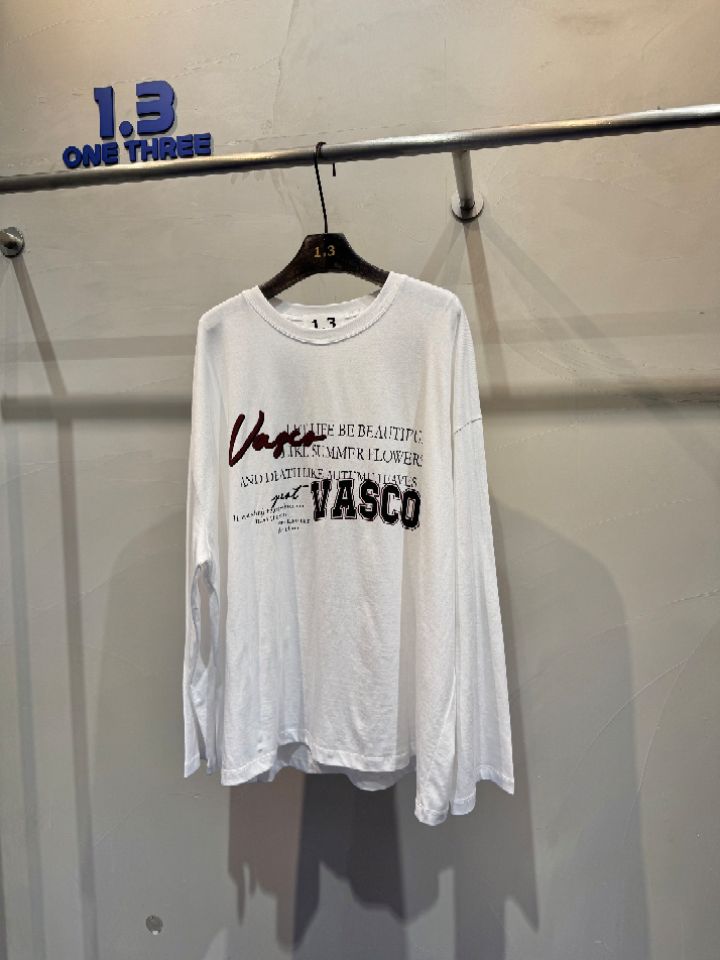 1.3
ONE THREE
1.3
1.3
Vasco
LET LIFE BE BEAUTIFUL
LIKE SUMMER FLOWERS
AND DEATH LIKE AUTUMN LEAVES
just
VASCO